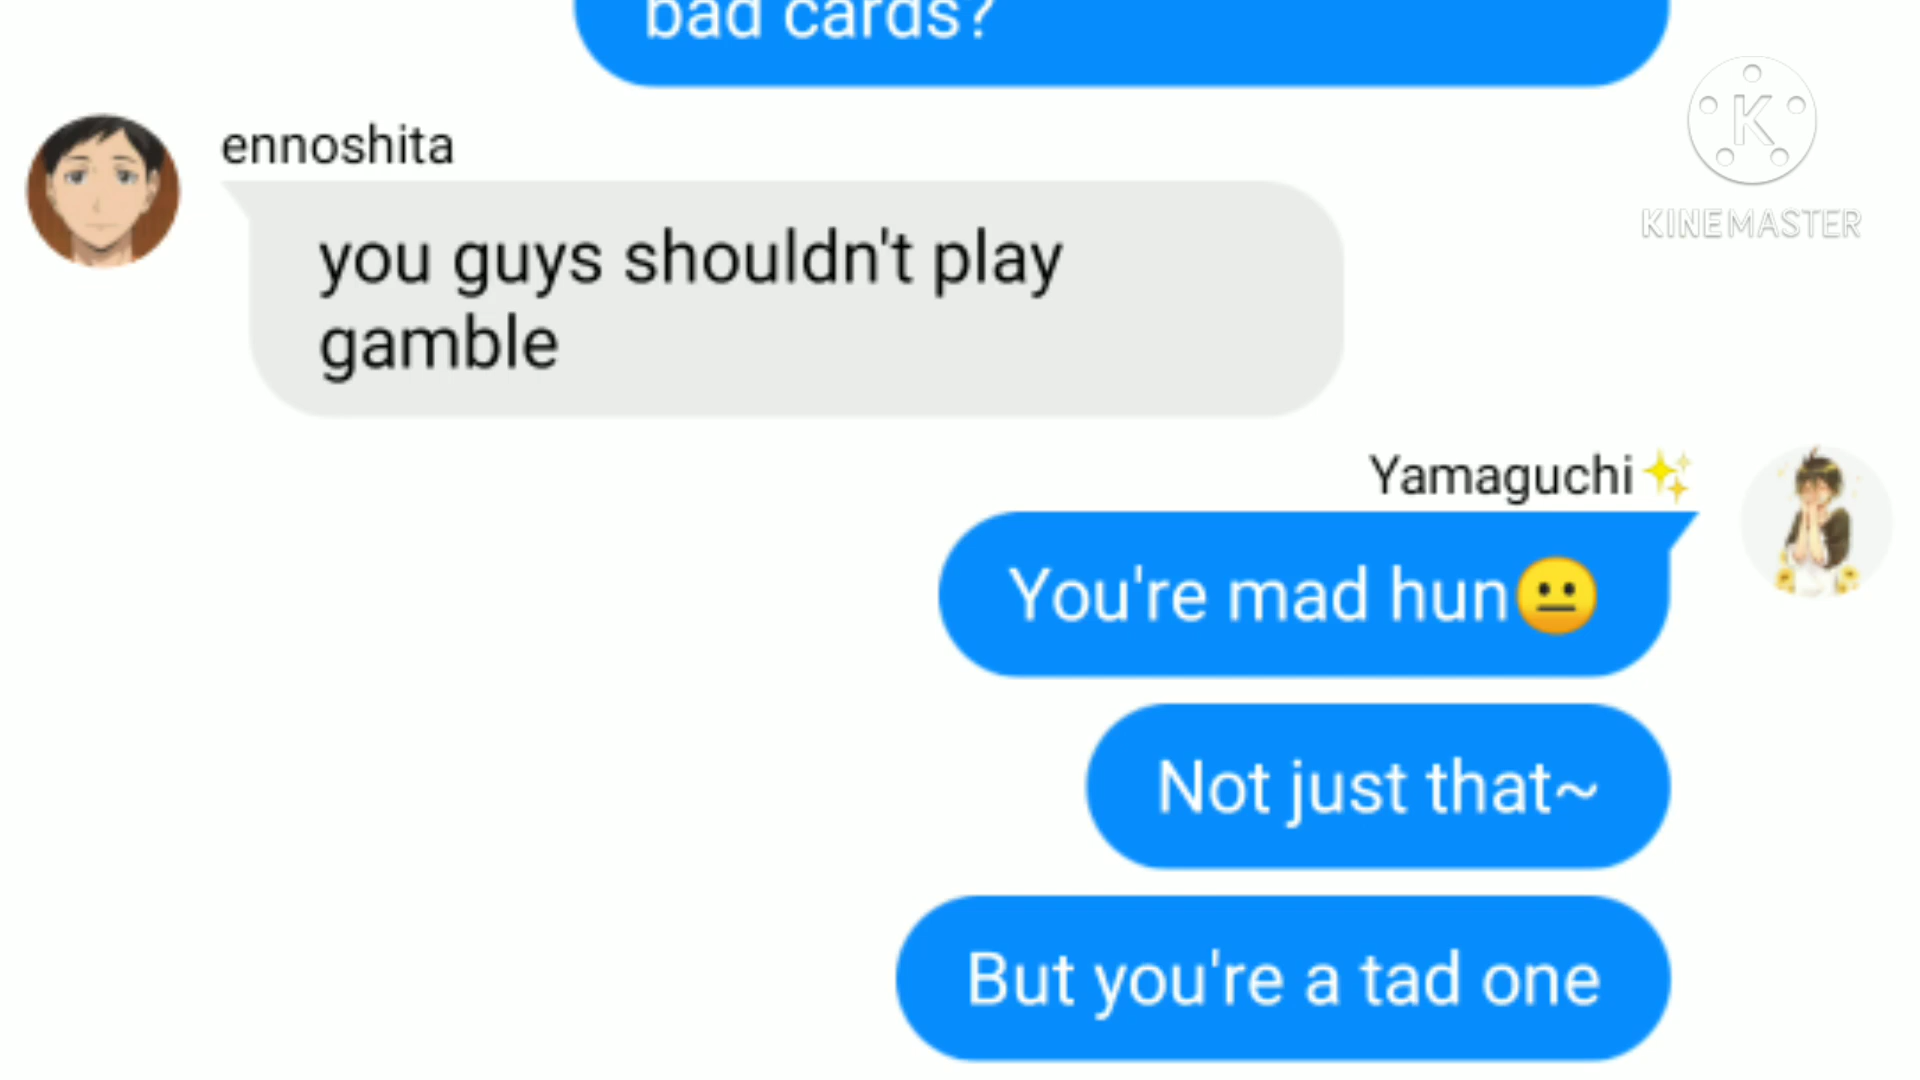 bad cards?
ennoshita
K
KINEMASTER
you guys shouldn't play
gamble
Yamaguchi✨
You're mad hun😐
Not just that~
But you're a tad one